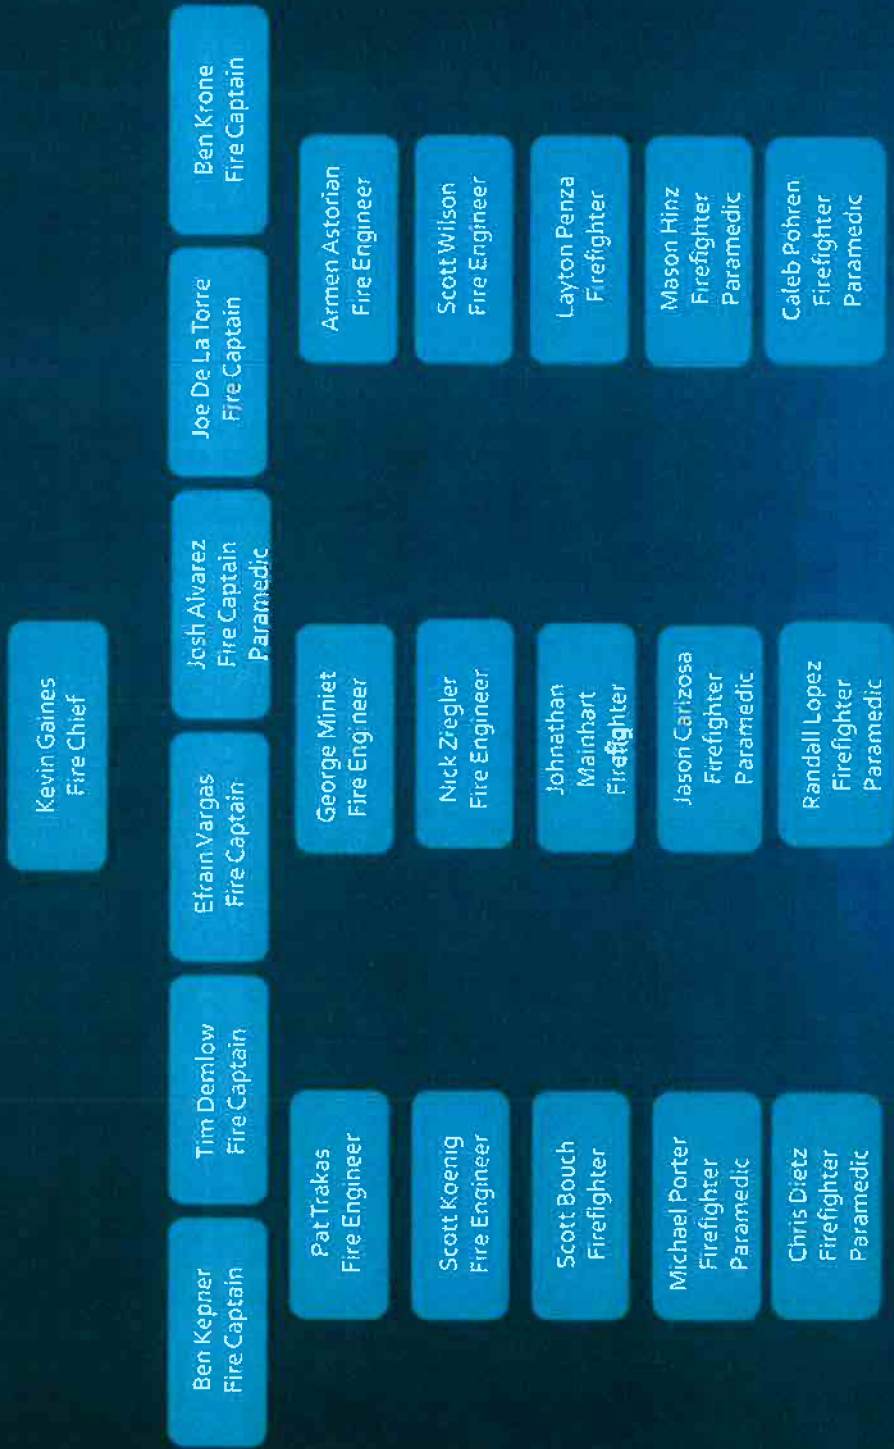 Kevin Gaines
Fire Chief
Ben Kepner
Fire Captain
Tim Demlow
Fire Captain
Efrain Vargas
Fire Captain
Josh Alvarez
Fire Captain
Paramedic
Joe De La Torre
Fire Captain
Ben Krone
Fire Captain
Pat Trakas
Fire Engineer
George Miniet
Fire Engineer
Armen Astorian
Fire Engineer
Scott Koenig
Fire Engineer
Nick Ziegler
Fire Engineer
Scott Wilson
Fire Engineer
Scott Bouch
Firefighter
Johnathan
Mainhart
Firefighter
Layton Penza
Firefighter
Michael Porter
Firefighter
Paramedic
Jason Carizosa
Firefighter
Paramedic
Mason Hinz
Firefighter
Paramedic
Chris Dietz
Firefighter
Paramedic
Randall Lopez
Firefighter
Paramedic
Caleb Pohren
Firefighter
Paramedic